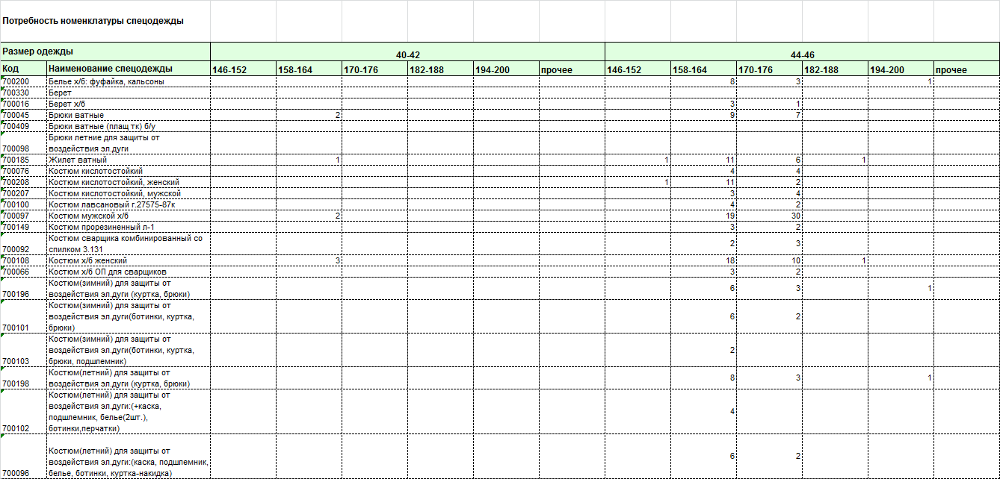 Потребность номенклатуры спецодежды
Размер одежды 40-42 44-46
Код Наименование спецодежды 146-152 158-164 170-176 182-188 194-200 прочее 146-152 158-164 170-176 182-188 194-200 прочее
700200 Белье х/б: фуфайка, кальсоны 8 3 1
700330 Берет
700016 Берет х/б 3 1
700045 Брюки ватные 2 9 7
700409 Брюки ватные (плащ тк) б/у
Брюки летние для защиты от
700098 воздействия эл.дуги
700185 Жилет ватный 1 1 11 6 1
700076 Костюм кислотостойкий 4 4
700208 Костюм кислотостойкий, женский 1 11 2
700207 Костюм кислотостойкий, мужской 3 4
700100 Костюм лавсановый г.27575-87к 4 2
700097 Костюм мужской х/б 2 19 30
700149 Костюм прорезиненный л-1 3 2
Костюм сварщика комбинированный со
700092 спилком 3.131 2 3
700108 Костюм х/б женский 3 18 10 1
700066 Костюм х/б ОП для сварщиков 3 2
Костюм(зимний) для защиты от
700196 воздействия эл.дуги (куртка, брюки) 6 3 1
Костюм(зимний) для защиты от
воздействия эл.дуги(ботинки, куртка, 6 2
700101 брюки)
Костюм(зимний) для защиты от
воздействия эл.дуги(ботинки, куртка, 2
700103 брюки, подшлемник)
Костюм(летний) для защиты от
700198 воздействия эл.дуги (куртка, брюки) 8 3 1
Костюм(летний) для защиты от
воздействия эл.дуги:(+каска,
подшлемник, белье(2шт.), 4
700102 ботинки,перчатки)
Костюм(летний) для защиты от
воздействия эл.дуги:(каска, подшлемник, 6 2
700096 белье, ботинки, куртка-накидка)